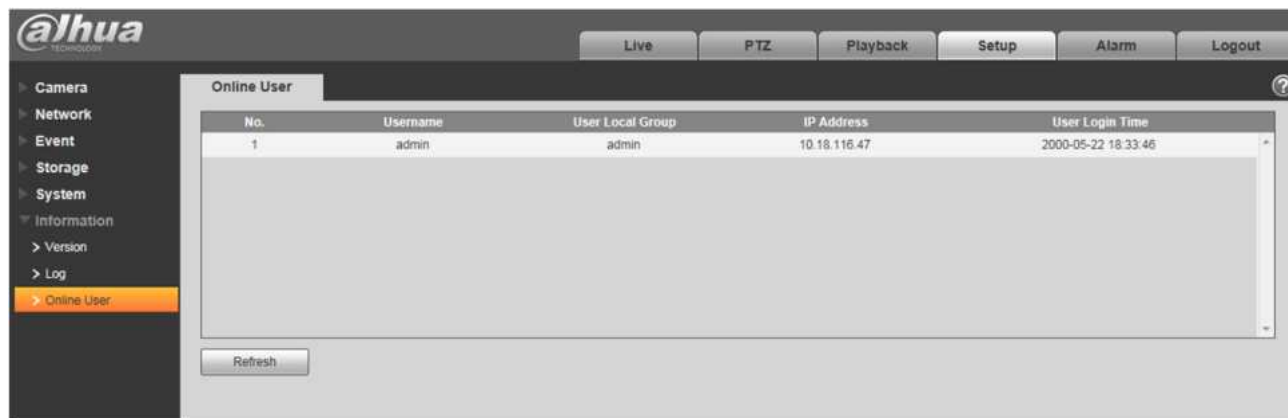 alhua
TECHNOLOGY
Live PTZ Playback Setup Alarm Logout
Camera
Network
Event
Storage
System
Information
> Version
> Log
> Online User
Online User
?
No. Username User Local Group IP Address User Login Time
1 admin admin 10.18.116.47 2000-05-22 18:33:46
Refresh